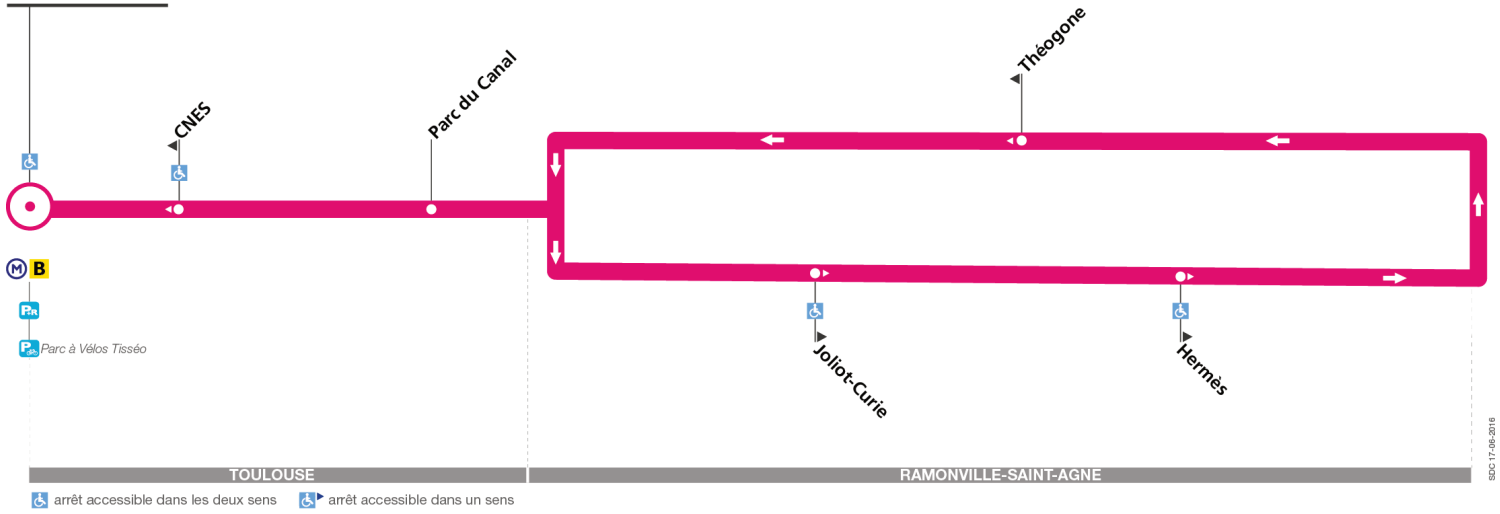 Théogone
Parc du Canal
CNES
M B
P+R
P Parc à Vélos Tisséo
Joliot-Curie
Hermès
TOULOUSE
RAMONVILLE-SAINT-AGNE
arrêt accessible dans les deux sens
arrêt accessible dans un sens
SDC 17-06-2016